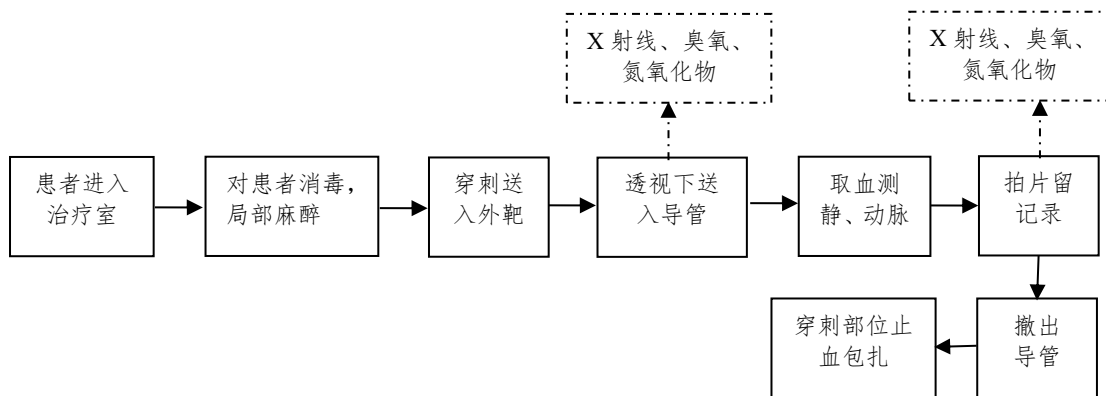 X 射线、臭氧、
氮氧化物
X 射线、臭氧、
氮氧化物
患者进入
治疗室
对患者消毒，
局部麻醉
穿刺送
入外靶
透视下送
入导管
取血测
静、动脉
拍片留
记录
穿刺部位止
血包扎
撤出
导管